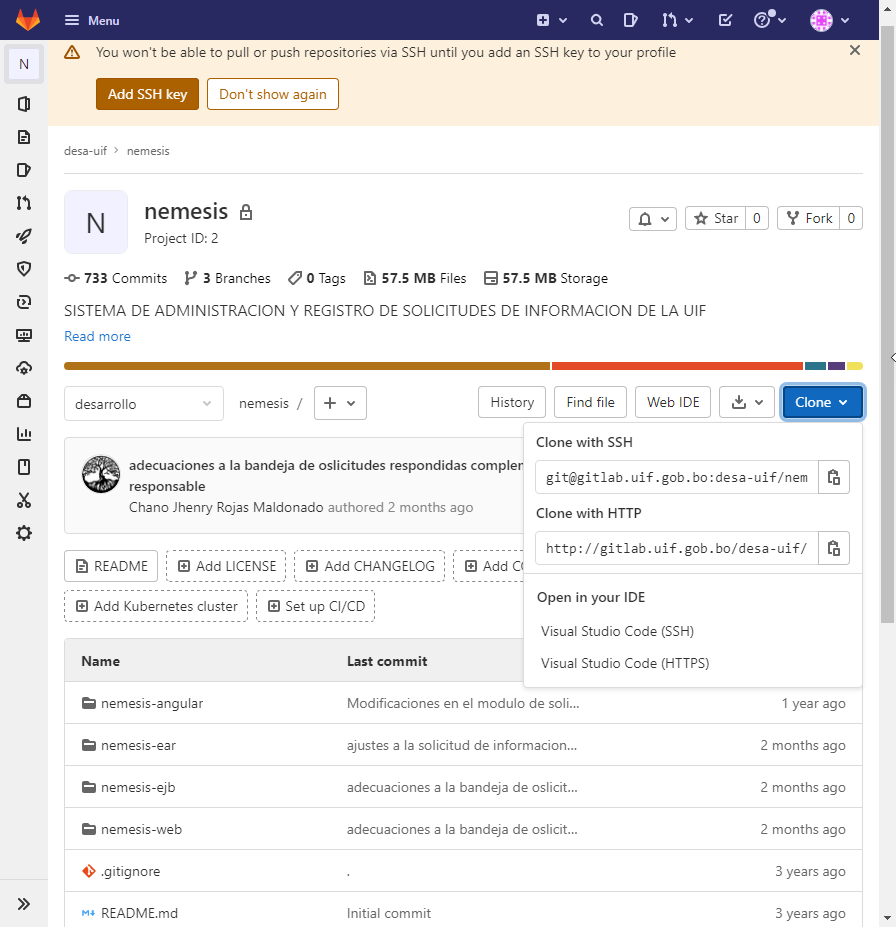 Menu
N
You won't be able to pull or push repositories via SSH until you add an SSH key to your profile
Add SSH key
Don't show again
desa-uif
nemesis
N
nemesis
Project ID: 2
Star
0
Fork
0
733 Commits
3 Branches
0 Tags
57.5 MB Files
57.5 MB Storage
SISTEMA DE ADMINISTRACION Y REGISTRO DE SOLICITUDES DE INFORMACION DE LA UIF
Read more
desarrollo
nemesis /
History
Find file
Web IDE
Clone
Clone with SSH
git@gitlab.uif.gob.bo:desa-uif/nem
Clone with HTTP
http://gitlab.uif.gob.bo/desa-uif/
Open in your IDE
Visual Studio Code (SSH)
Visual Studio Code (HTTPS)
adecuaciones a la bandeja de oslicitudes respondidas complen
responsable
Chano Jhenry Rojas Maldonado authored 2 months ago
README
Add LICENSE
Add CHANGELOG
Add CO
Add Kubernetes cluster
Set up CI/CD
Name
Last commit
nemesis-angular
Modificaciones en el modulo de soli...
1 year ago
nemesis-ear
ajustes a la solicitud de informacion...
2 months ago
nemesis-ejb
adecuaciones a la bandeja de oslicit...
2 months ago
nemesis-web
adecuaciones a la bandeja de oslicit...
2 months ago
.gitignore
.
3 years ago
README.md
Initial commit
3 years ago